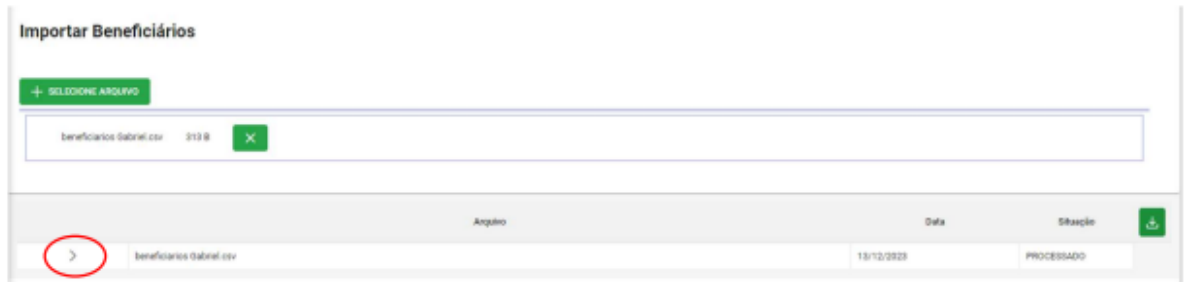 Importar Beneficiários
+ SELECIONE ARQUIVO
beneficiarios Gabriel.csv 313 B
Arquivo Data Situação
beneficiarios Gabriel.csv 13/12/2023 PROCESSADO